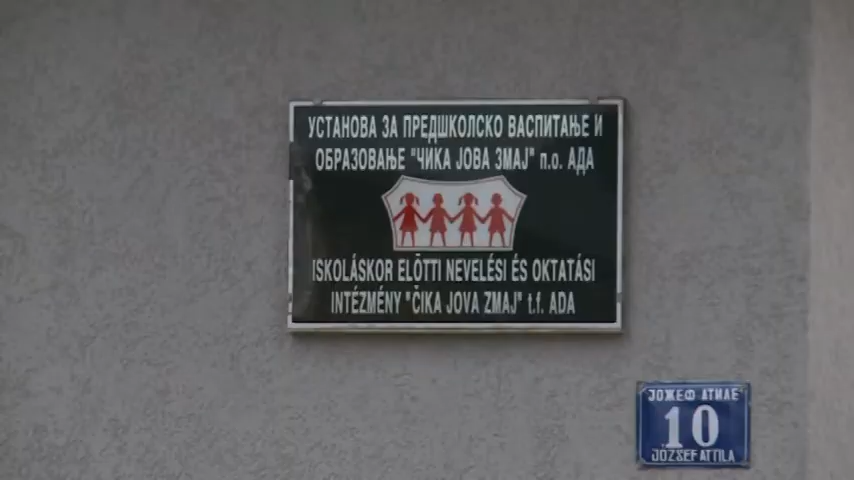 УСТАНОВА ЗА ПРЕДШКОЛСКО ВАСПИТАЊЕ И
ОБРАЗОВАЊЕ "ЧИКА ЈОВА ЗМАЈ" п.о. АДА
ISKOLÁSKOR ELŐTTI NEVELÉSI ÉS OKTATÁSI
INTÉZMÉNY "ČIKA JOVA ZMAJ" t.f. ADA
ЈОЖЕФ АТИЛЕ
10
JÓZSEF ATTILA